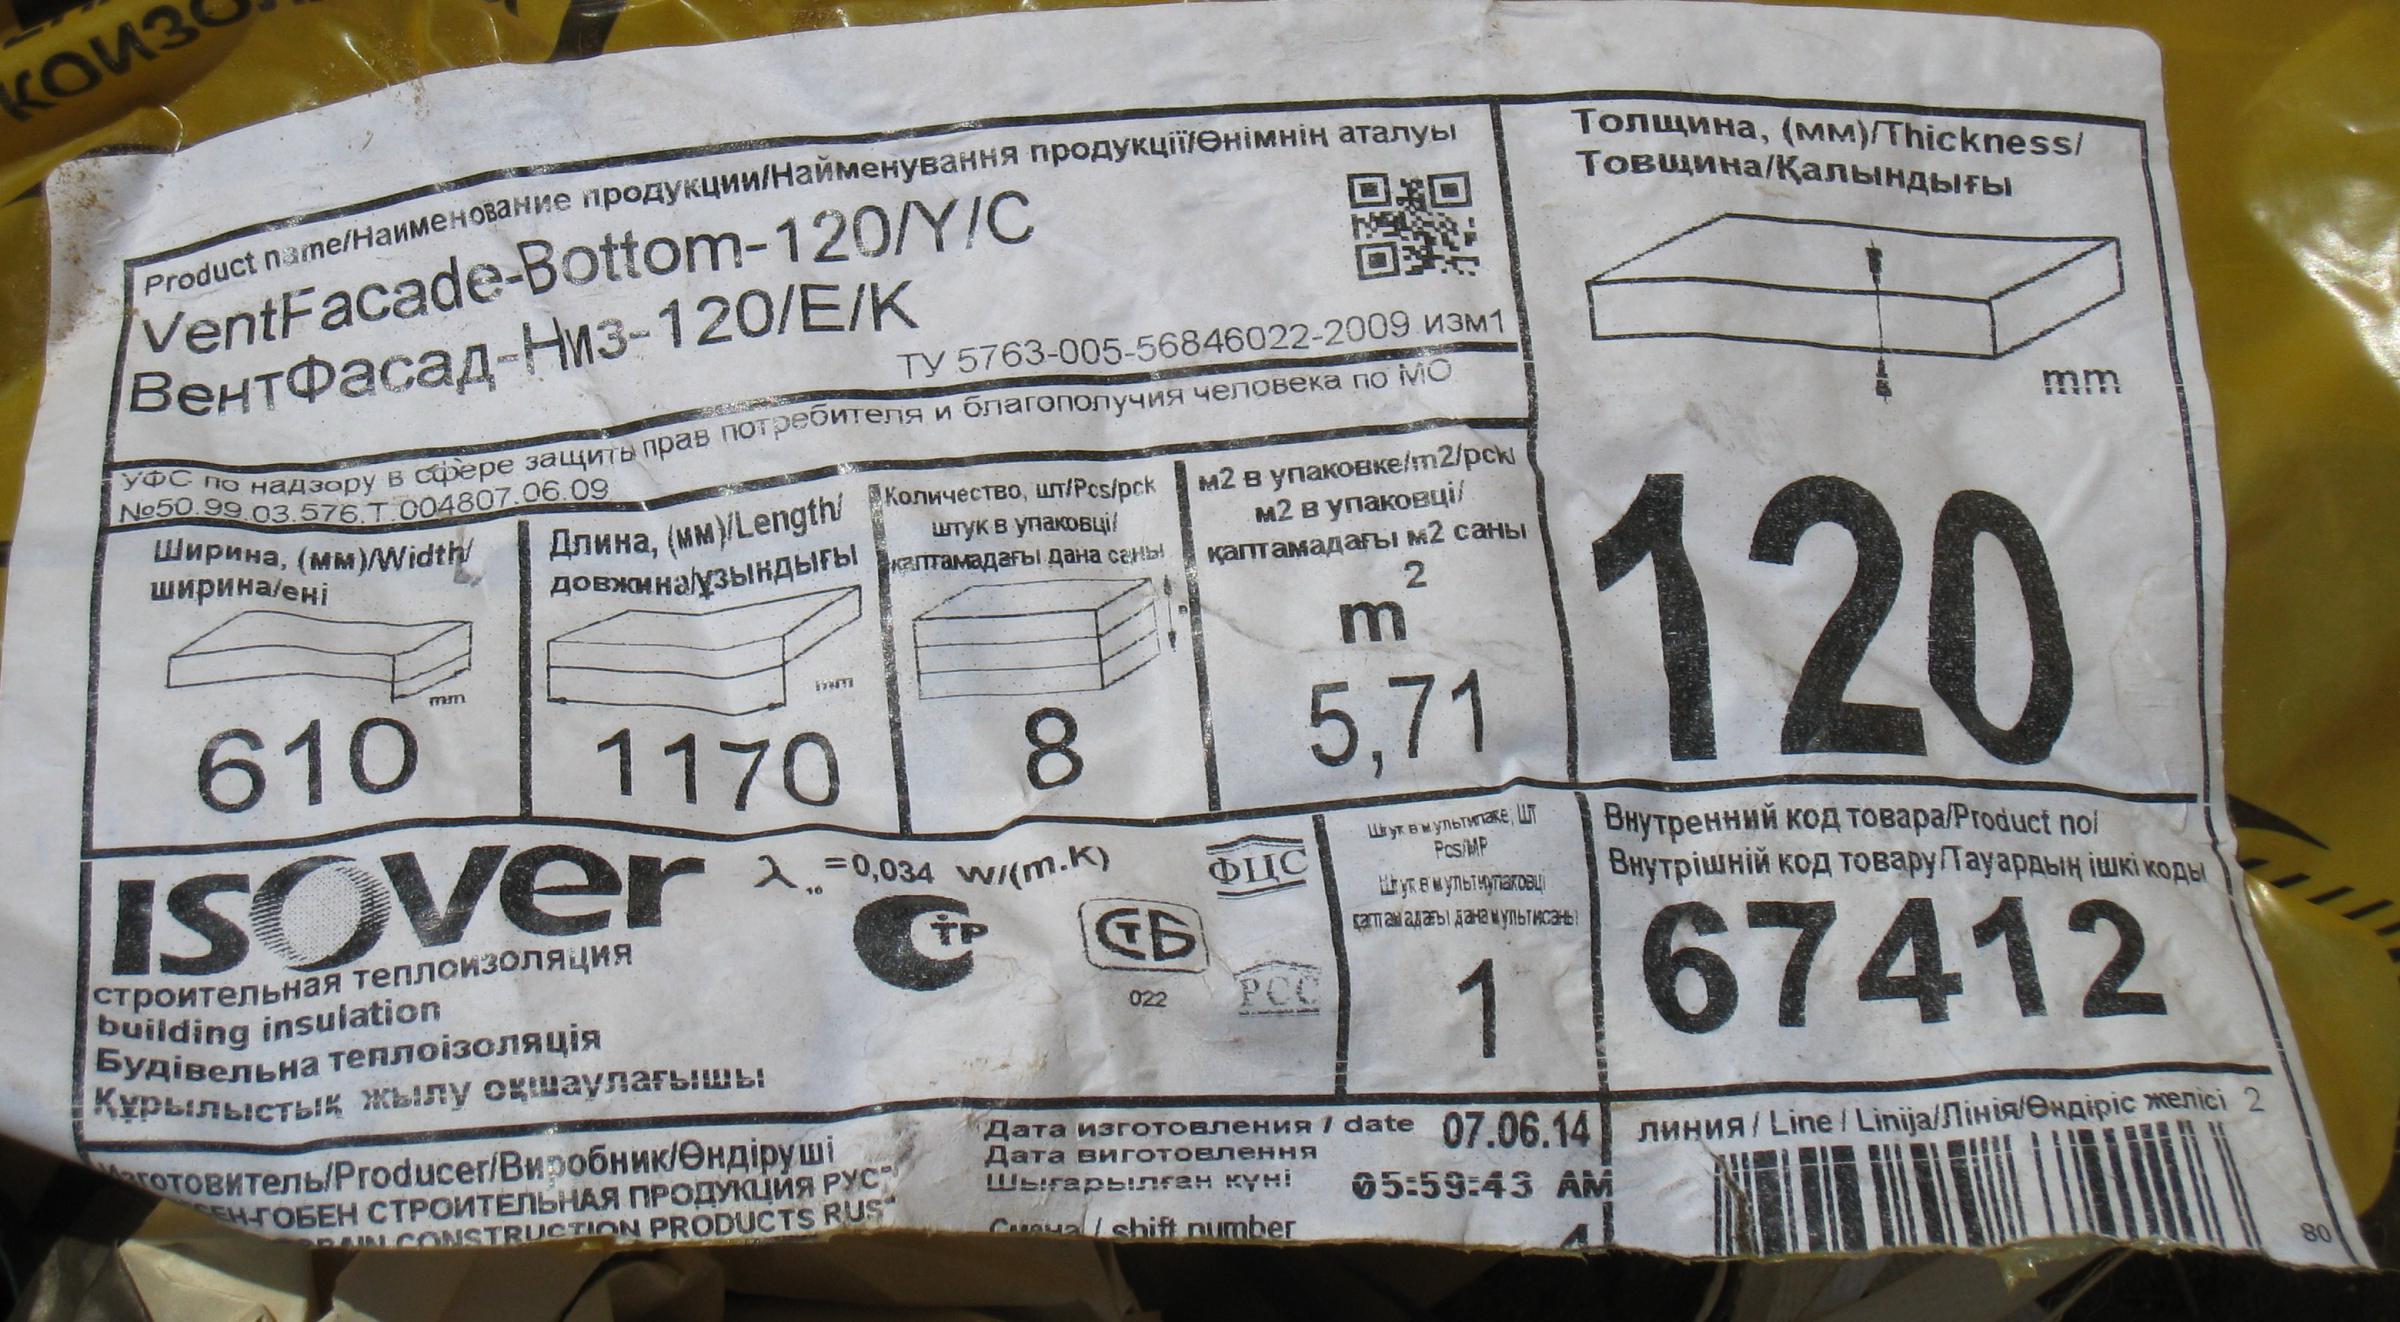 КОИЗО
Product name/Наименование продукции/Найменування продукції/Өнімнің аталуы
VentFacade-Bottom-120/Y/C
ВентФасад-Низ-120/Е/К
ТУ 5763-005-56846022-2009 изм1
УФС по надзору в сфере защиты прав потребителя и благополучия человека по МО
№50.99.03.576.Т.004807.06.09
Толщина, (мм)/Thickness/
Товщина/Қалындығы
mm
120
Ширина, (мм)/Width/
ширина/ені
mm
610
Длина, (мм)/Length/
довжина/ұзындығы
mm
1170
Количество, шт/Pcs/pck
штук в упаковці/
қаптамадағы дана саны
8
м2 в упаковке/m2/pck/
м2 в упаковці/
қаптамадағы м2 саны
m2
5,71
isover
строительная теплоизоляция
building insulation
Будівельна теплоізоляція
Құрылыстық жылу оқшаулағышы
λ10 =0,034 W/(m.K)
СТР
СТБ
022
ФЦС
РСС
Штук в мультипаке, ШТ
Pcs/MP
Штук в мультиупаковці
қаптамадағы дана мультисаны
1
Внутренний код товара/Product no/
Внутрішній код товару/Тауардың ішкі коды
67412
Изготовитель/Producer/Виробник/Өндіруші
СЕН-ГОБЕН СТРОИТЕЛЬНАЯ ПРОДУКЦИЯ РУС"
CONSTRUCTION PRODUCTS RUS"
Дата изготовления / date 07.06.14
Дата виготовлення
Шығарылған күні 05:59:43 AM
Смена / shift number 4
линия / Line / Linija/Лінія/Өндіріс желісі 2
80